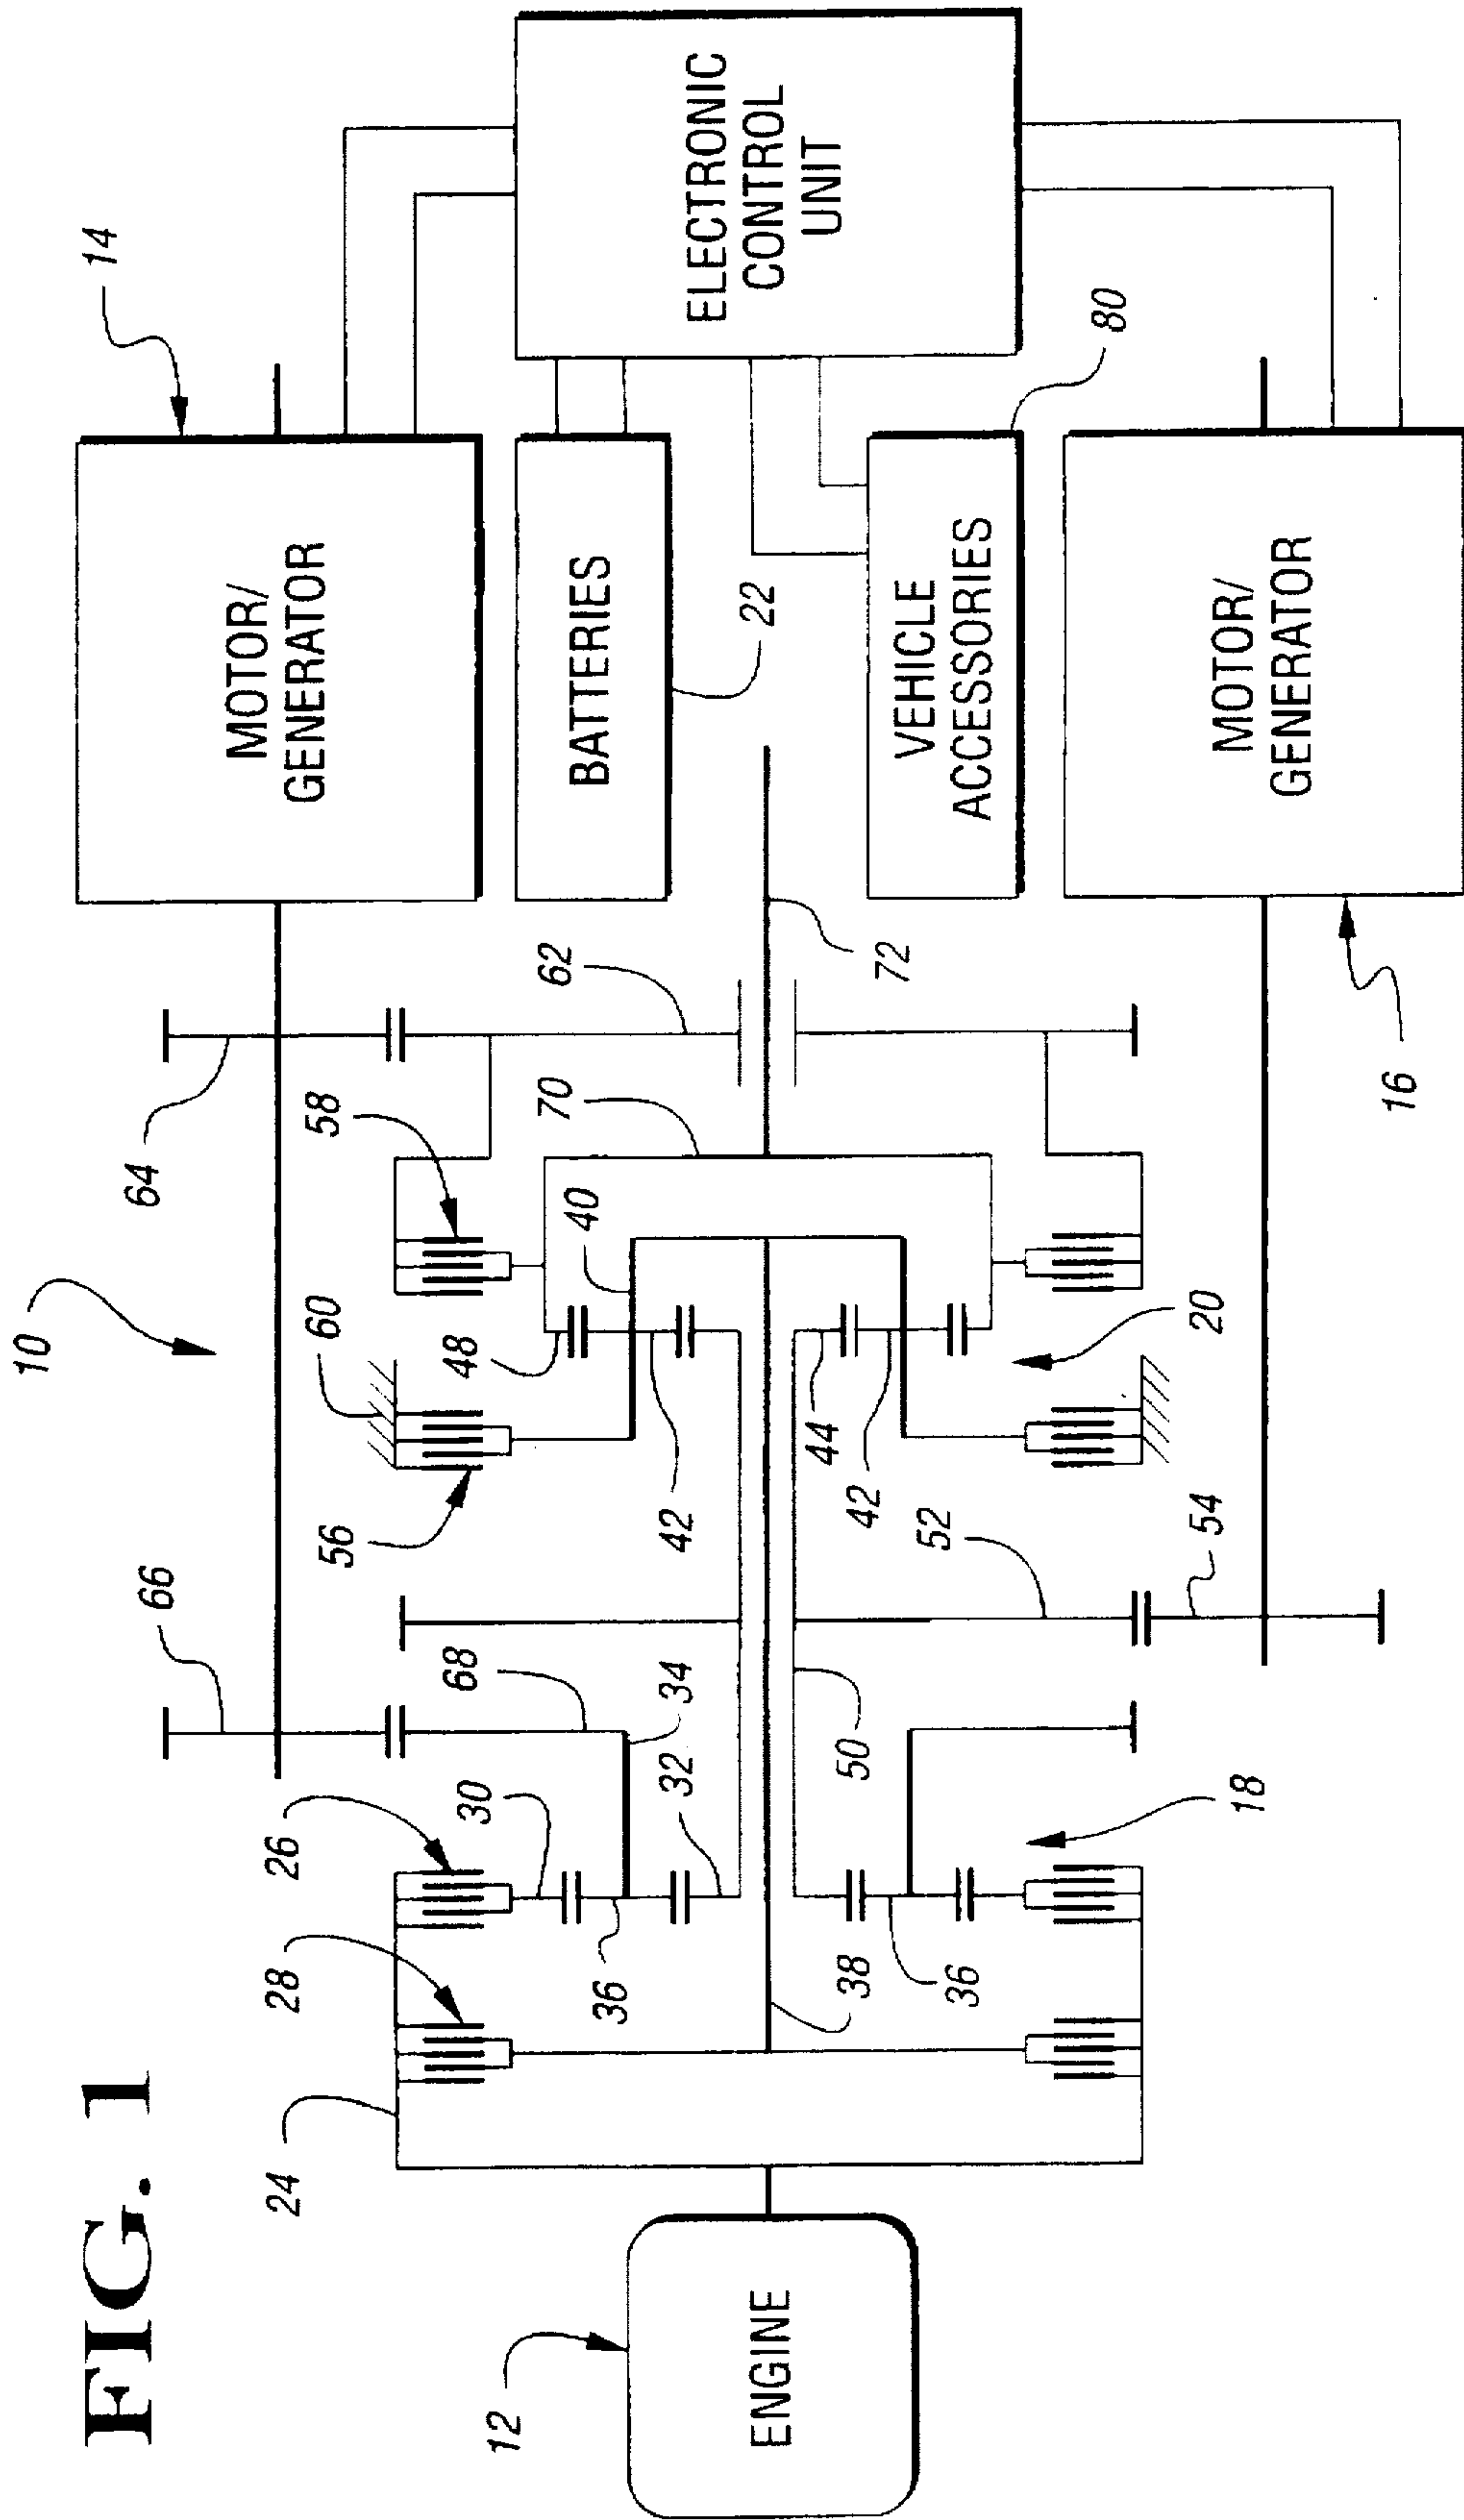 FIG. 1
10
12
ENGINE
14
MOTOR/
GENERATOR
BATTERIES
22
ELECTRONIC
CONTROL
UNIT
VEHICLE
ACCESSORIES
80
MOTOR/
GENERATOR
16
24
28
26
30
36
32
34
68
66
56
60
48
42
40
58
64
70
62
72
38
36
50
18
52
54
42
44
20